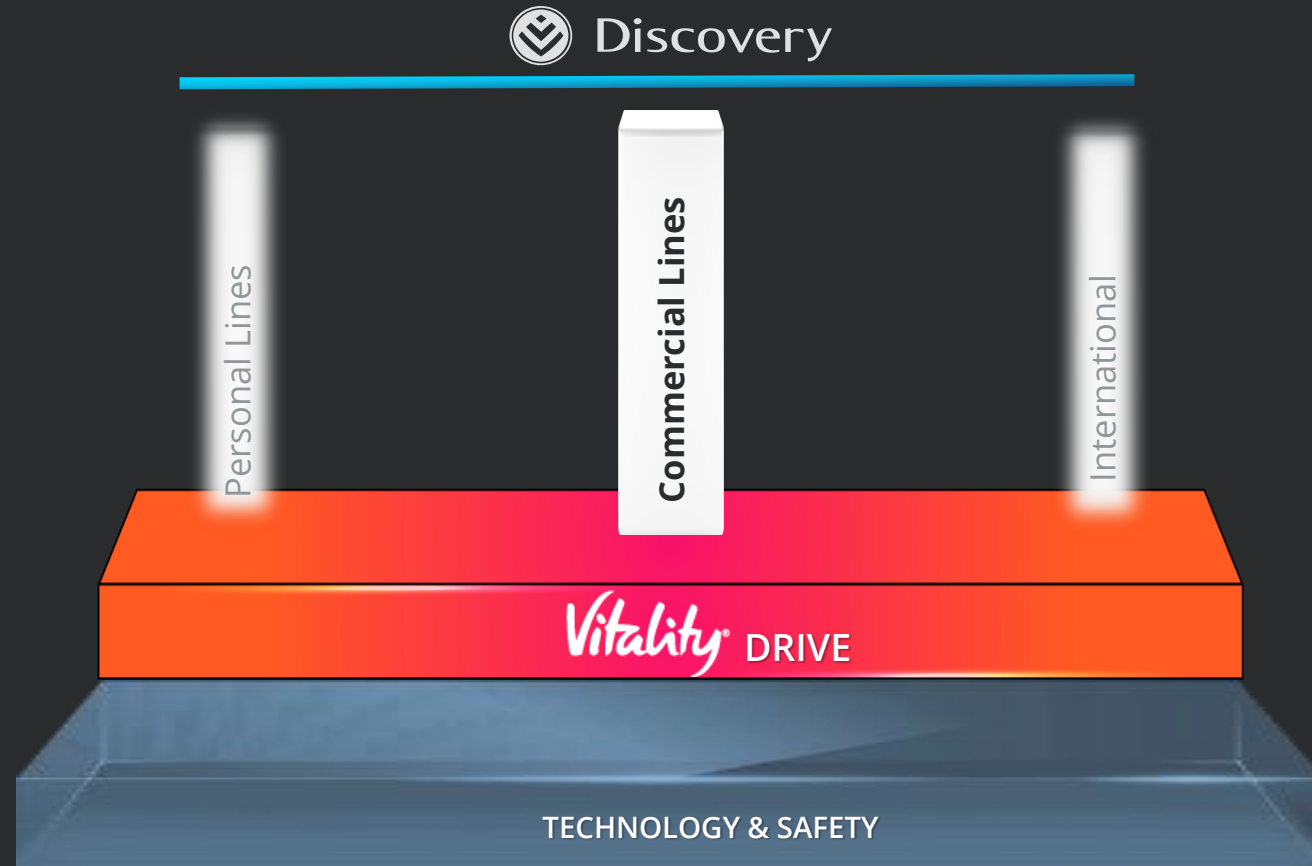 Discovery
Personal Lines
Commercial Lines
International
Vitality® DRIVE
TECHNOLOGY & SAFETY